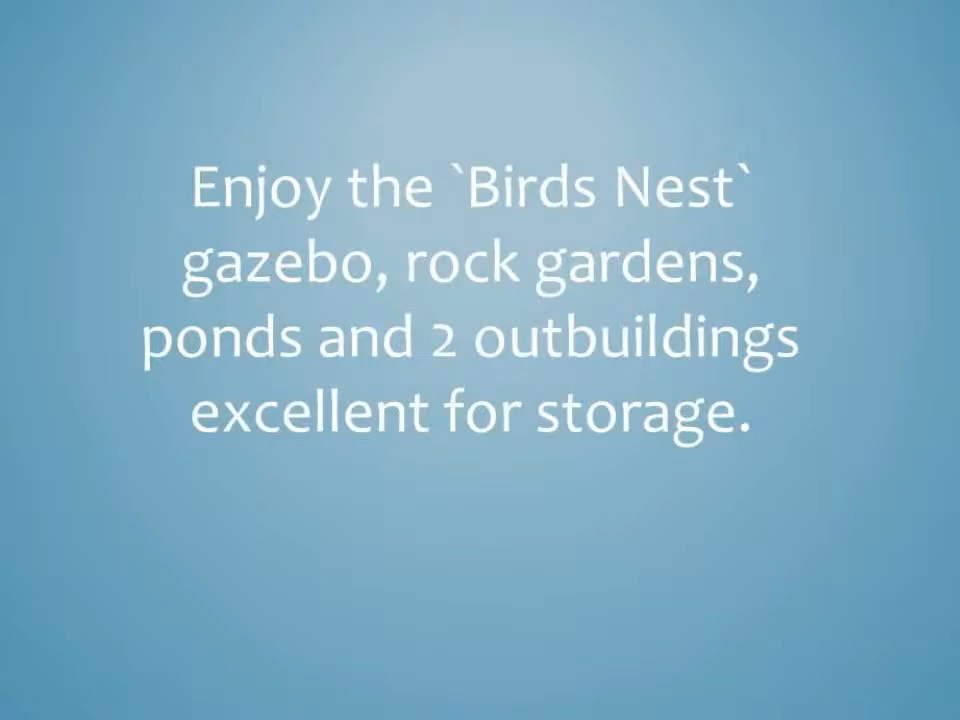 Enjoy the `Birds Nest`
gazebo, rock gardens,
ponds and 2 outbuildings
excellent for storage.